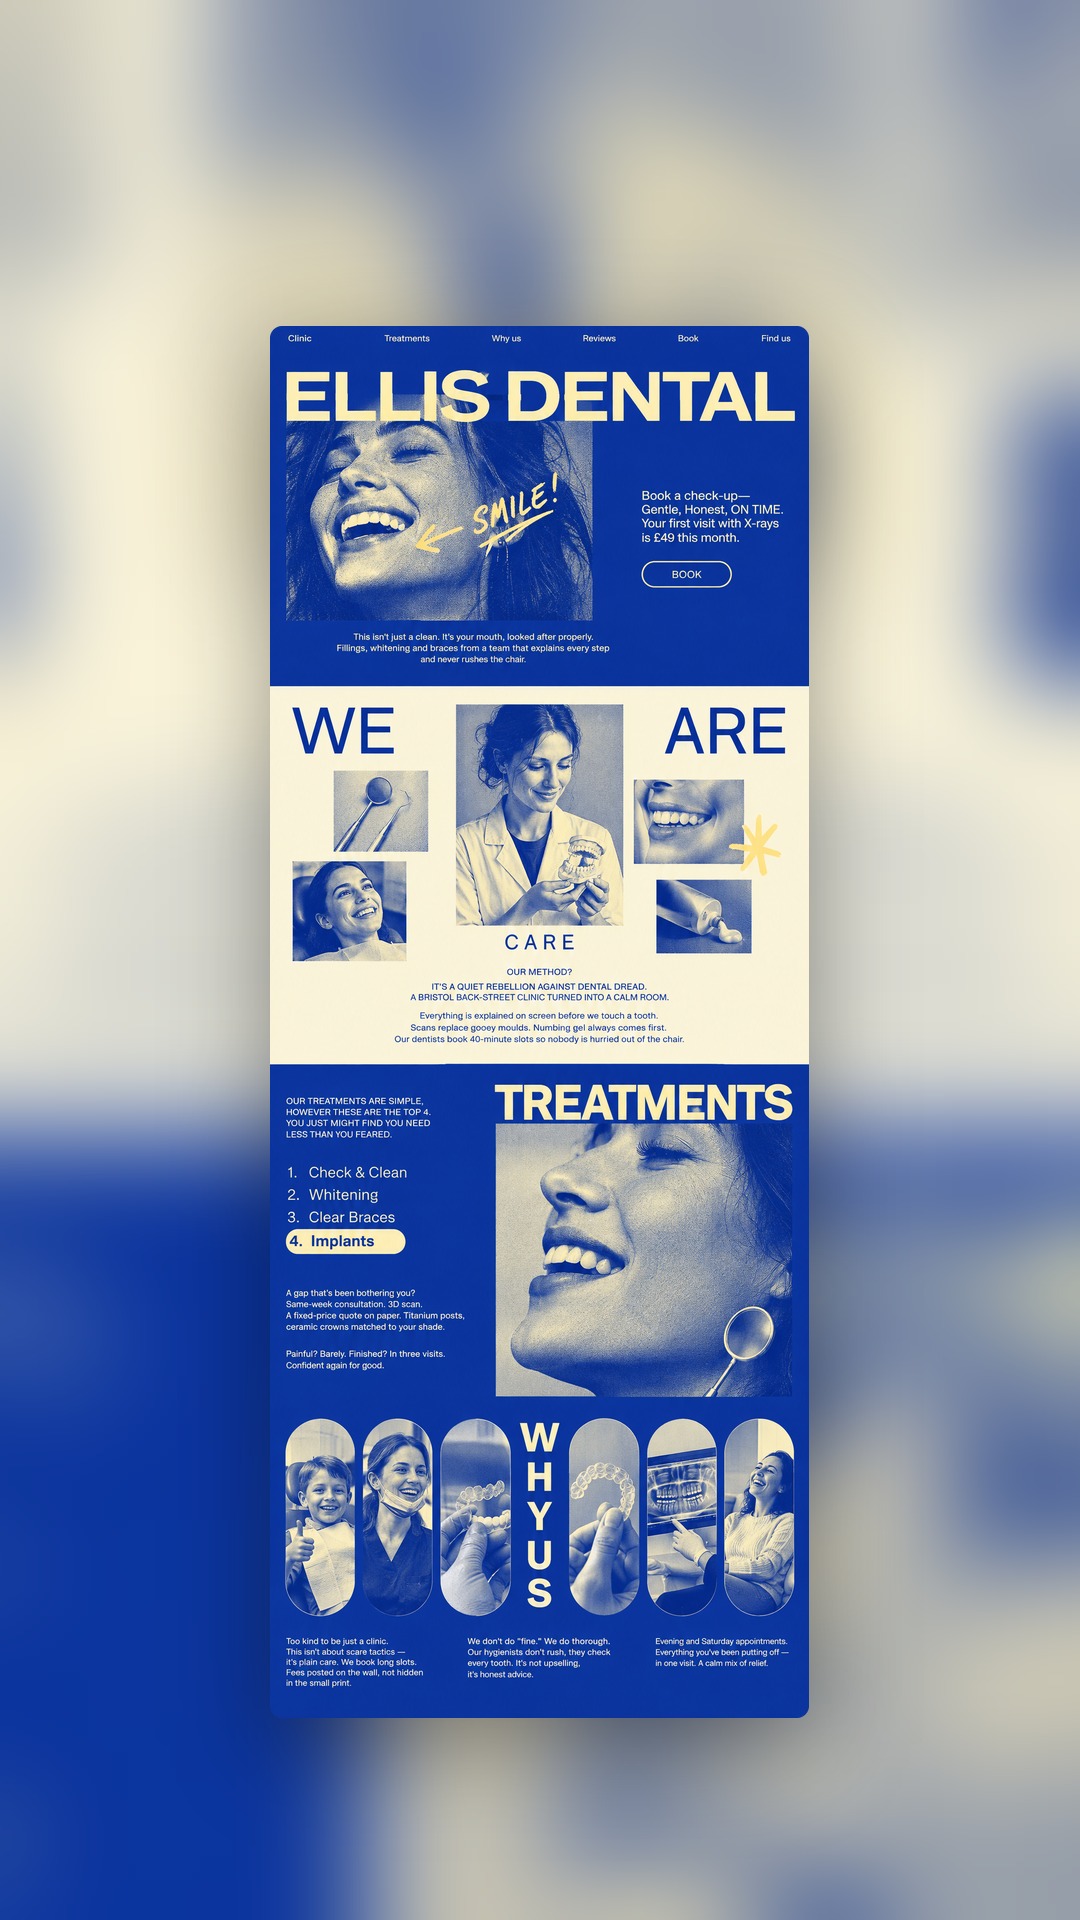 Clinic
Treatments
Why us
Reviews
Book
Find us
ELLIS DENTAL
SMILE!
Book a check-up—
Gentle, Honest, ON TIME.
Your first visit with X-rays
is £49 this month.
BOOK
This isn't just a clean. It's your mouth, looked after properly.
Fillings, whitening and braces from a team that explains every step
and never rushes the chair.
WE
ARE
CARE
OUR METHOD?
IT'S A QUIET REBELLION AGAINST DENTAL DREAD.
A BRISTOL BACK-STREET CLINIC TURNED INTO A CALM ROOM.
Everything is explained on screen before we touch a tooth.
Scans replace gooey moulds. Numbing gel always comes first.
Our dentists book 40-minute slots so nobody is hurried out of the chair.
TREATMENTS
OUR TREATMENTS ARE SIMPLE,
HOWEVER THESE ARE THE TOP 4.
YOU JUST MIGHT FIND YOU NEED
LESS THAN YOU FEARED.
1. Check & Clean
2. Whitening
3. Clear Braces
4. Implants
A gap that's been bothering you?
Same-week consultation. 3D scan.
A fixed-price quote on paper. Titanium posts,
ceramic crowns matched to your shade.
Painful? Barely. Finished? In three visits.
Confident again for good.
W
H
Y
U
S
Too kind to be just a clinic.
This isn't about scare tactics —
it's plain care. We book long slots.
Fees posted on the wall, not hidden
in the small print.
We don't do "fine." We do thorough.
Our hygienists don't rush, they check
every tooth. It's not upselling,
it's honest advice.
Evening and Saturday appointments.
Everything you've been putting off —
in one visit. A calm mix of relief.